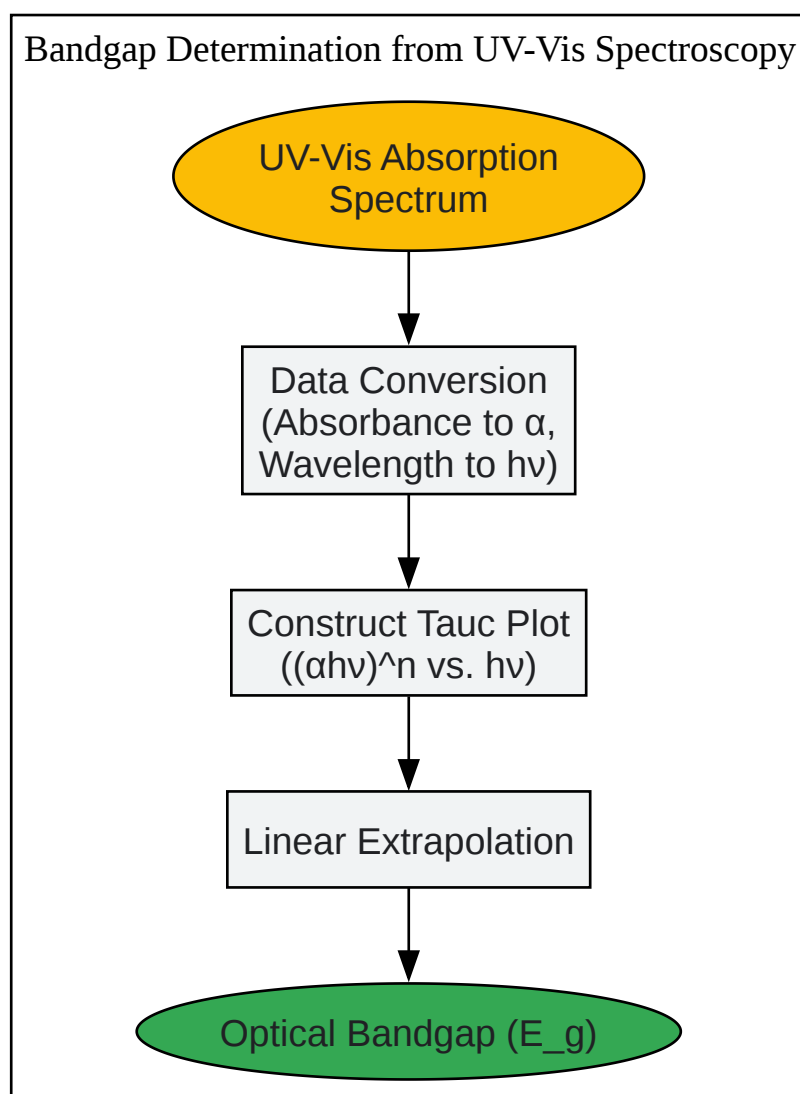 Bandgap Determination from UV-Vis Spectroscopy
UV-Vis Absorption
Spectrum
Data Conversion
(Absorbance to α,
Wavelength to hν)
Construct Tauc Plot
((αhν)^n vs. hν)
Linear Extrapolation
Optical Bandgap (E_g)